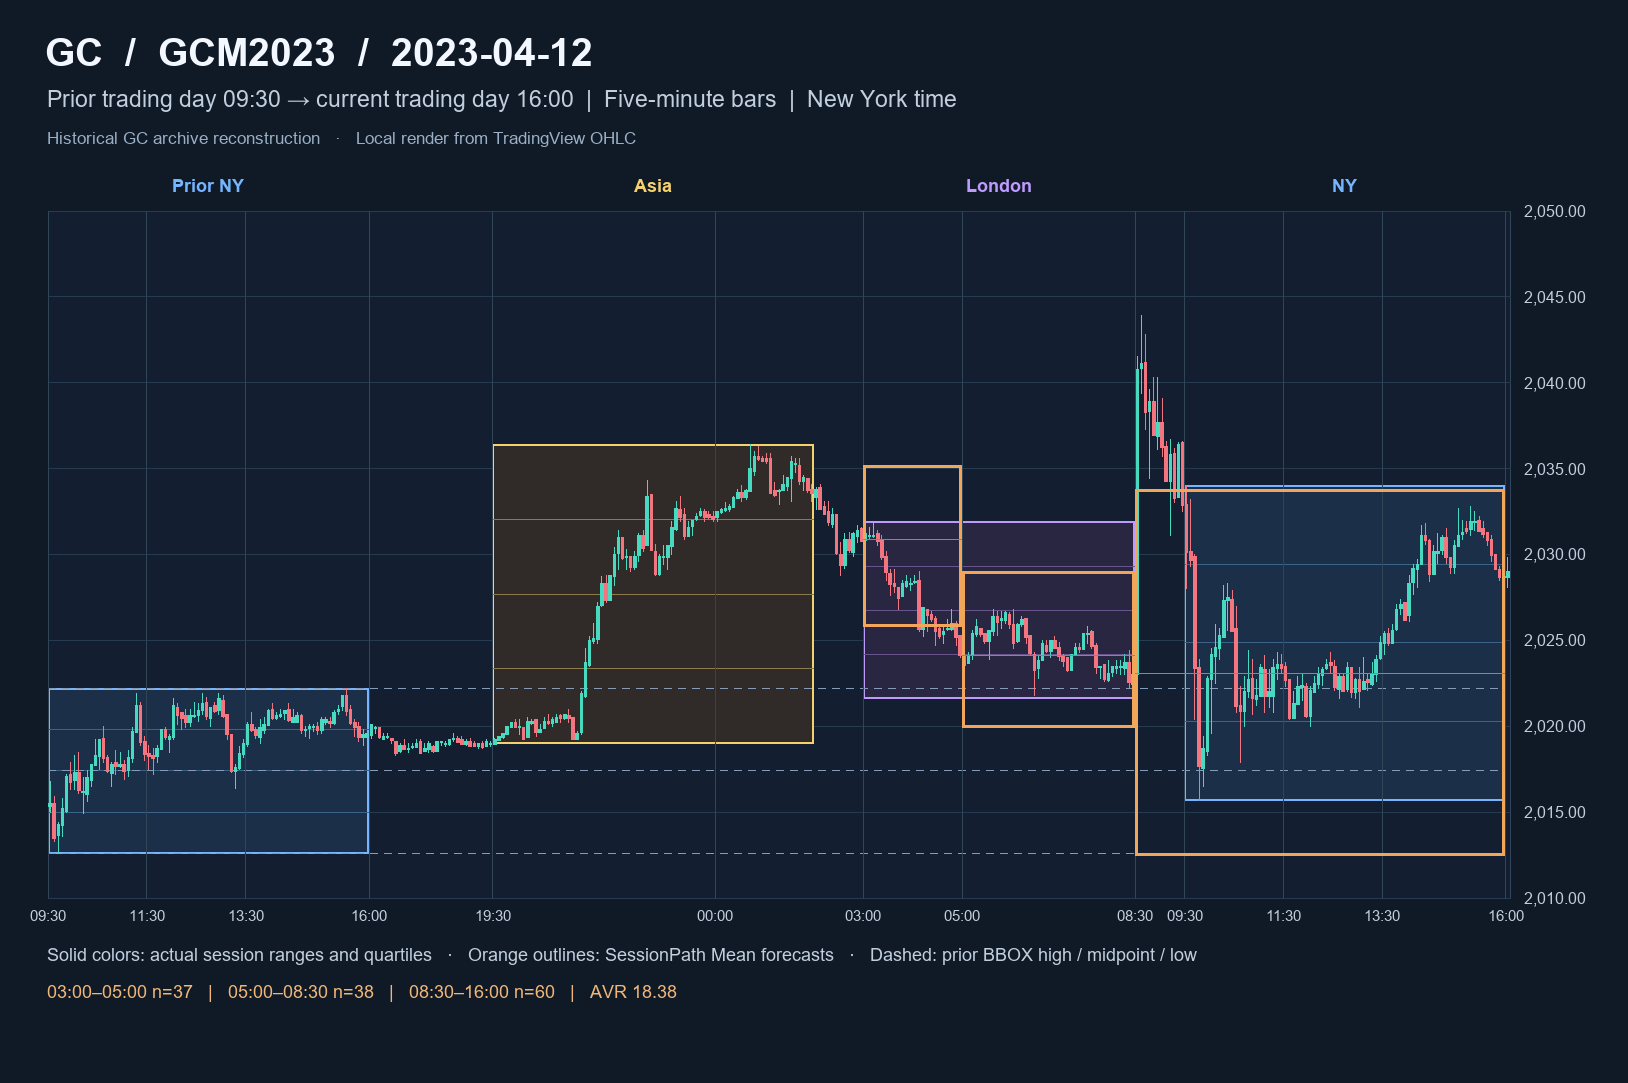 GC / GCM2023 / 2023-04-12
Prior trading day 09:30 → current trading day 16:00 | Five-minute bars | New York time
Historical GC archive reconstruction · Local render from TradingView OHLC
Prior NY Asia London NY
2,050.00
2,045.00
2,040.00
2,035.00
2,030.00
2,025.00
2,020.00
2,015.00
2,010.00
09:30 11:30 13:30 16:00 19:30 00:00 03:00 05:00 08:30 09:30 11:30 13:30 16:00
Solid colors: actual session ranges and quartiles · Orange outlines: SessionPath Mean forecasts · Dashed: prior BBOX high / midpoint / low
03:00–05:00 n=37 | 05:00–08:30 n=38 | 08:30–16:00 n=60 | AVR 18.38